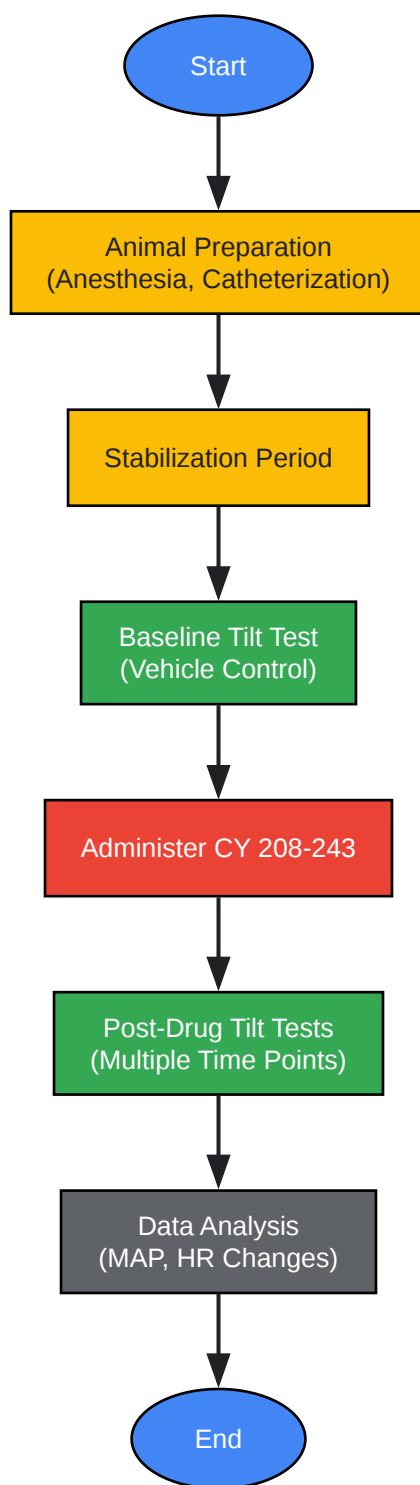 Start
Animal Preparation
(Anesthesia, Catheterization)
Stabilization Period
Baseline Tilt Test
(Vehicle Control)
Administer CY 208-243
Post-Drug Tilt Tests
(Multiple Time Points)
Data Analysis
(MAP, HR Changes)
End